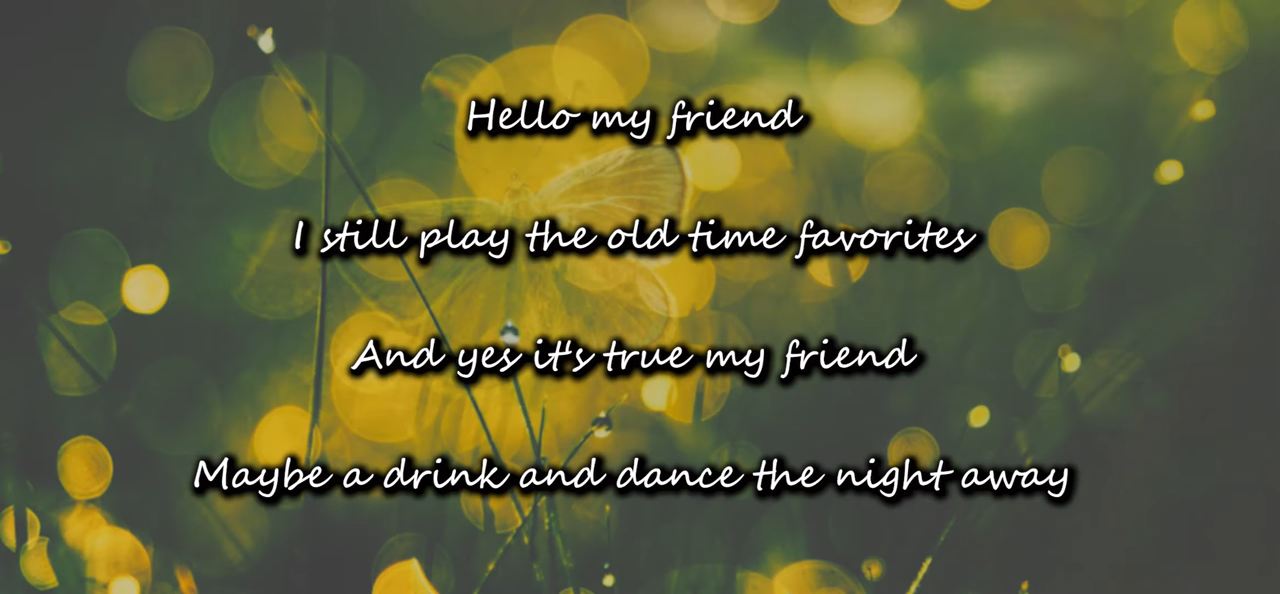 Hello my friend
I still play the old time favorites
And yes it's true my friend
Maybe a drink and dance the night away